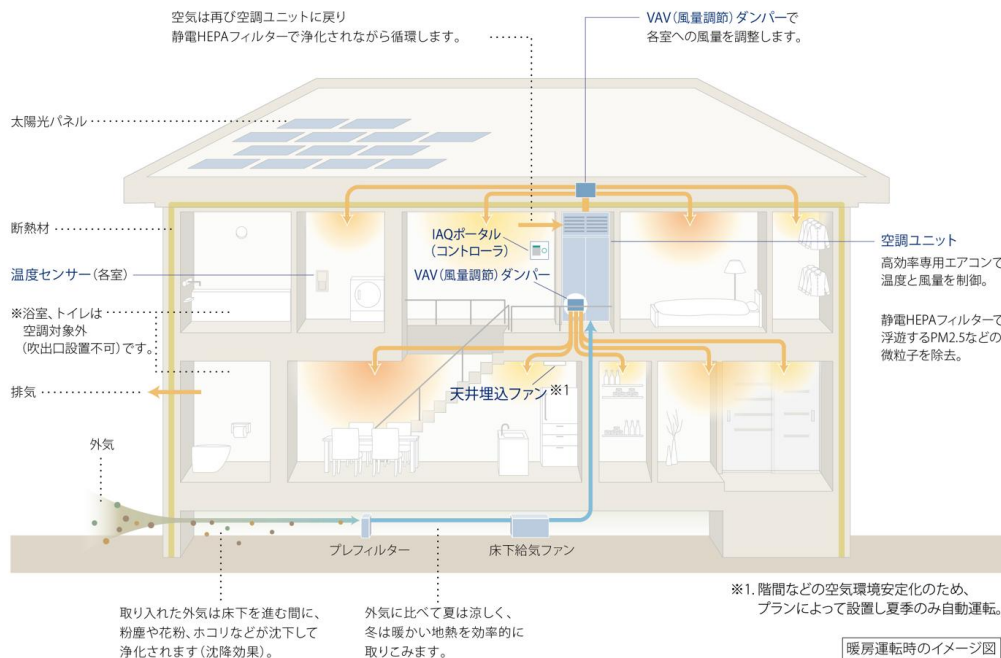 空気は再び空調ユニットに戻り
静電HEPAフィルターで浄化されながら循環します。
VAV(風量調節)ダンパーで
各室への風量を調整します。
太陽光パネル
断熱材
温度センサー(各室)
※浴室、トイレは
空調対象外
(吹出口設置不可)です。
排気
外気
IAQポータル
(コントローラ)
VAV(風量調節)ダンパー
天井埋込ファン※1
空調ユニット
高効率専用エアコンで
温度と風量を制御。
静電HEPAフィルターで
浮遊するPM2.5などの
微粒子を除去。
プレフィルター
床下給気ファン
取り入れた外気は床下を進む間に、
粉塵や花粉、ホコリなどが沈下して
浄化されます(沈降効果)。
外気に比べて夏は涼しく、
冬は暖かい地熱を効率的に
取りこみます。
※1. 階間などの空気環境安定化のため、
プランによって設置し夏季のみ自動運転。
暖房運転時のイメージ図